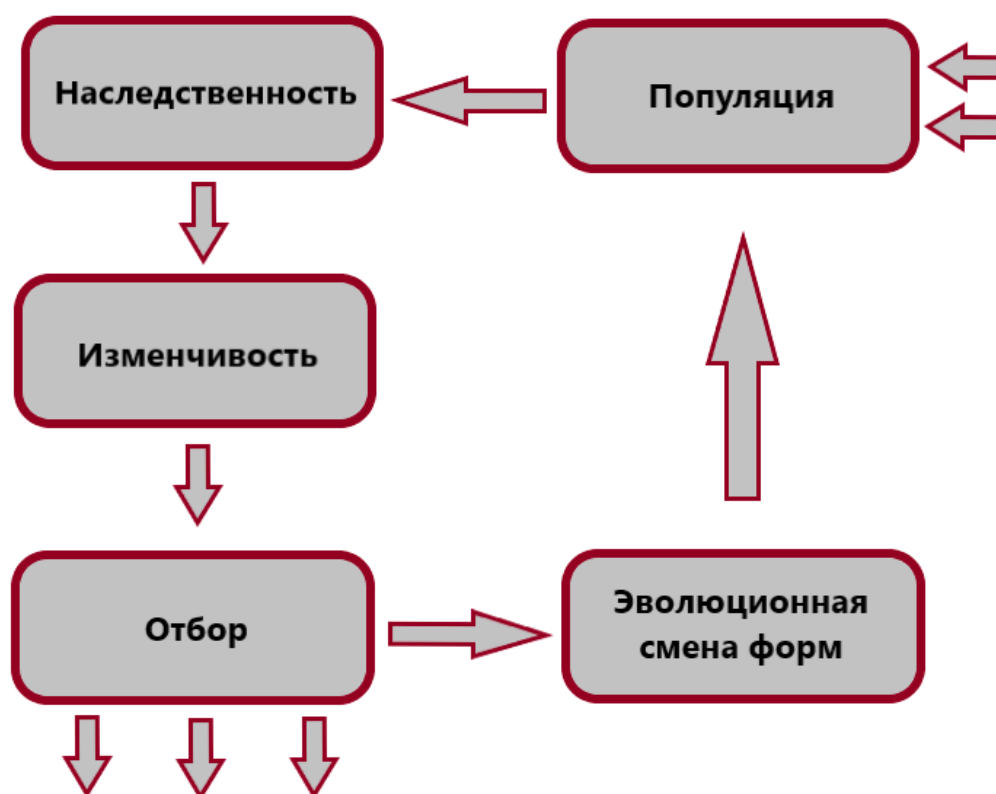 Наследственность
Популяция
Изменчивость
Отбор
Эволюционная
смена форм